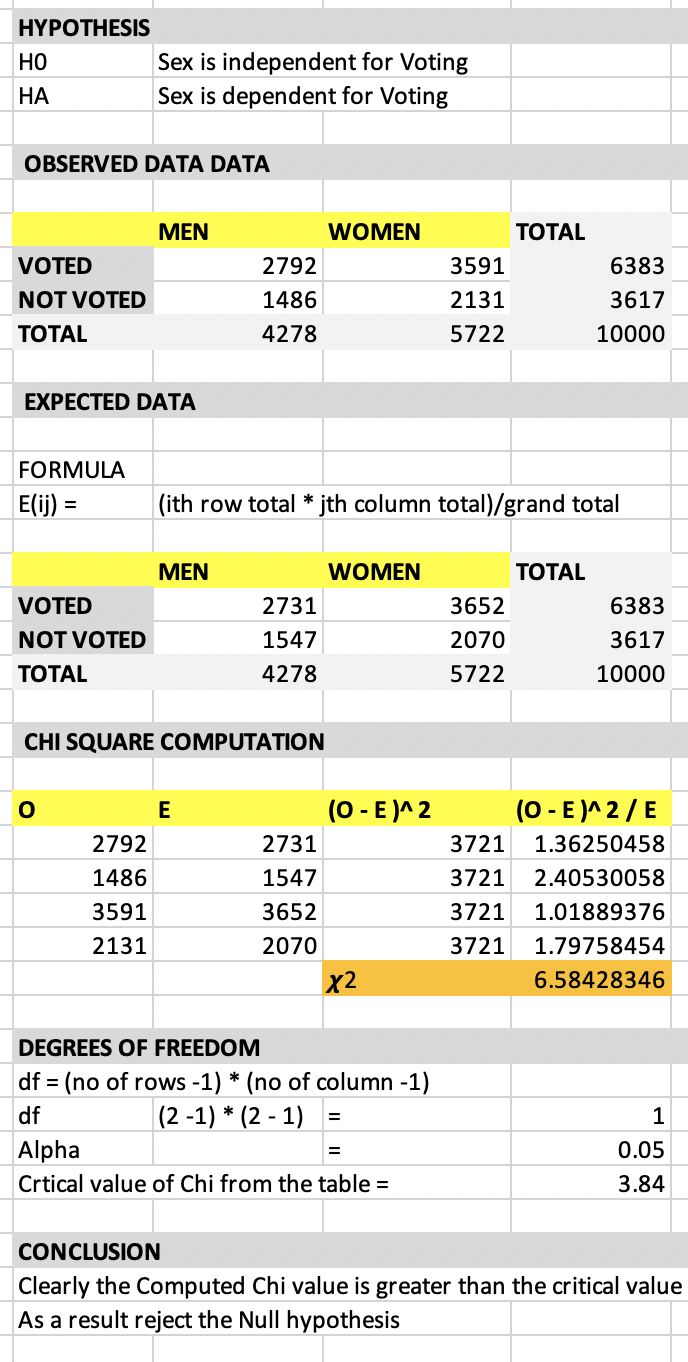 HYPOTHESIS
H0 Sex is independent for Voting
HA Sex is dependent for Voting
OBSERVED DATA DATA
MEN WOMEN TOTAL
VOTED 2792 3591 6383
NOT VOTED 1486 2131 3617
TOTAL 4278 5722 10000
EXPECTED DATA
FORMULA
E(ij) = (ith row total * jth column total)/grand total
MEN WOMEN TOTAL
VOTED 2731 3652 6383
NOT VOTED 1547 2070 3617
TOTAL 4278 5722 10000
CHI SQUARE COMPUTATION
O E (O - E )^ 2 (O - E )^ 2 / E
2792 2731 3721 1.36250458
1486 1547 3721 2.40530058
3591 3652 3721 1.01889376
2131 2070 3721 1.79758454
χ2 6.58428346
DEGREES OF FREEDOM
df = (no of rows -1) * (no of column -1)
df (2 -1) * (2 - 1) = 1
Alpha = 0.05
Crtical value of Chi from the table = 3.84
CONCLUSION
Clearly the Computed Chi value is greater than the critical value
As a result reject the Null hypothesis